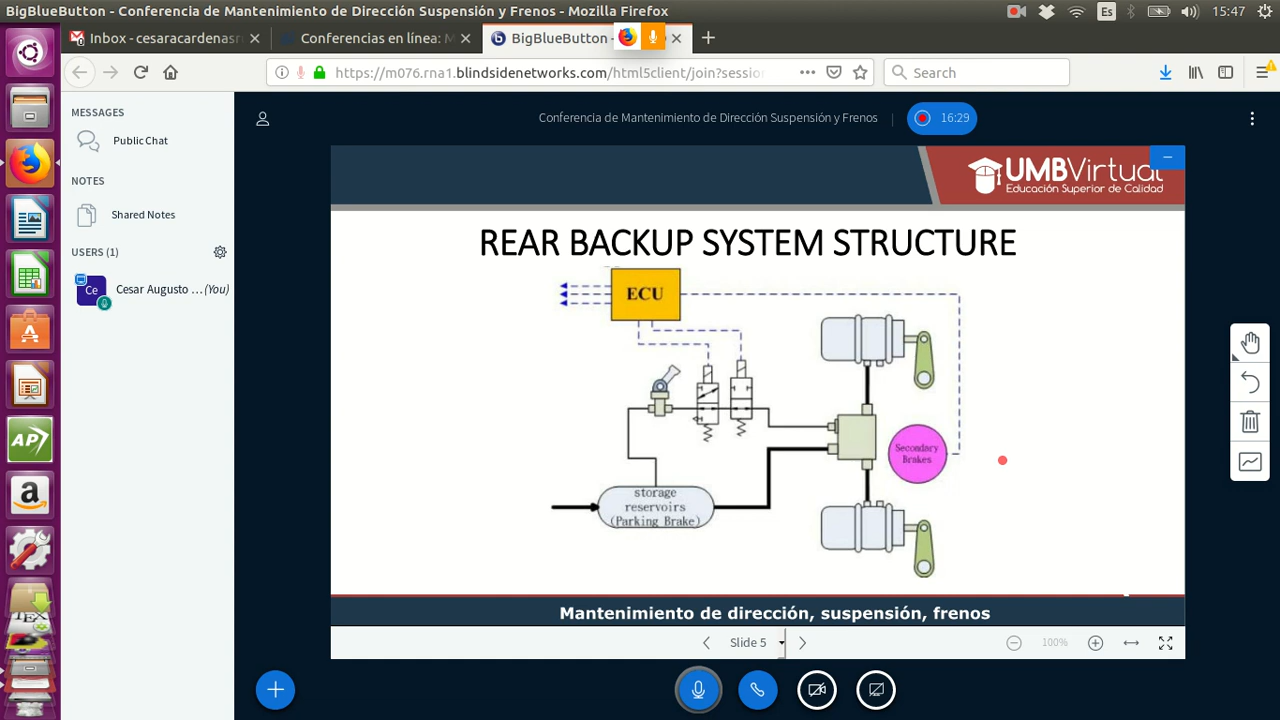 BigBlueButton - Conferencia de Mantenimiento de Dirección Suspensión y Frenos - Mozilla Firefox
Es
15:47
Inbox - cesaracardenasr
Conferencias en línea: M
BigBlueButton -
https://m076.rna1.blindsidenetworks.com/html5client/join?sessio
Search
MESSAGES
Public Chat
NOTES
Shared Notes
USERS (1)
Ce
Cesar Augusto ... (You)
Conferencia de Mantenimiento de Dirección Suspensión y Frenos
16:29
UMBVirtual
Educación Superior de Calidad
REAR BACKUP SYSTEM STRUCTURE
ECU
Secondary
Brakes
storage
reservoirs
(Parking Brake)
Mantenimiento de dirección, suspensión, frenos
Slide 5
100%
AP7
a
TEX